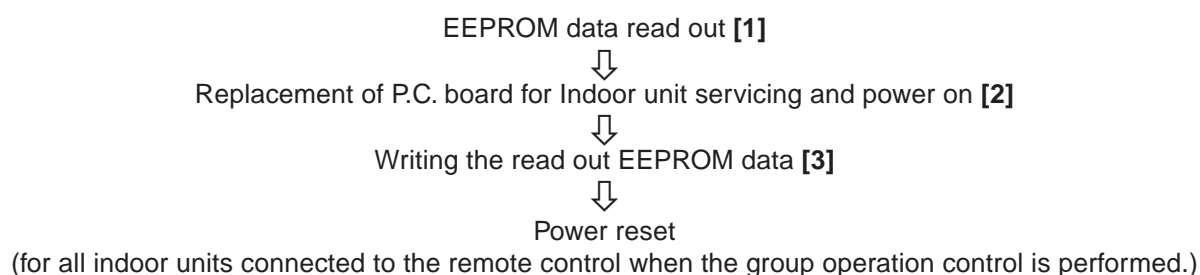 EEPROM data read out [1]
Replacement of P.C. board for Indoor unit servicing and power on [2]
Writing the read out EEPROM data [3]
Power reset
(for all indoor units connected to the remote control when the group operation control is performed.)